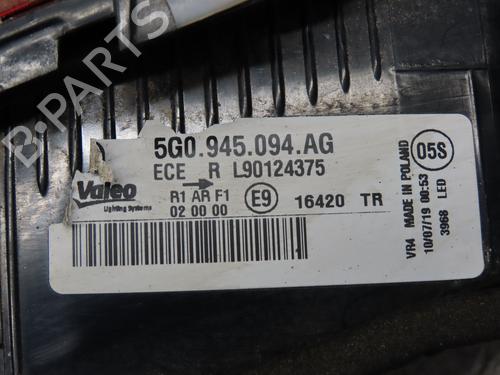 B-PARTS
5G0.945.094.AG
ECE R L90124375
Valeo
Lighting Systems
R1 AR F1
02 00 00
E9
16420 TR
VR4 MADE IN POLAND
10/07/19 00:53
3968 LED
05S